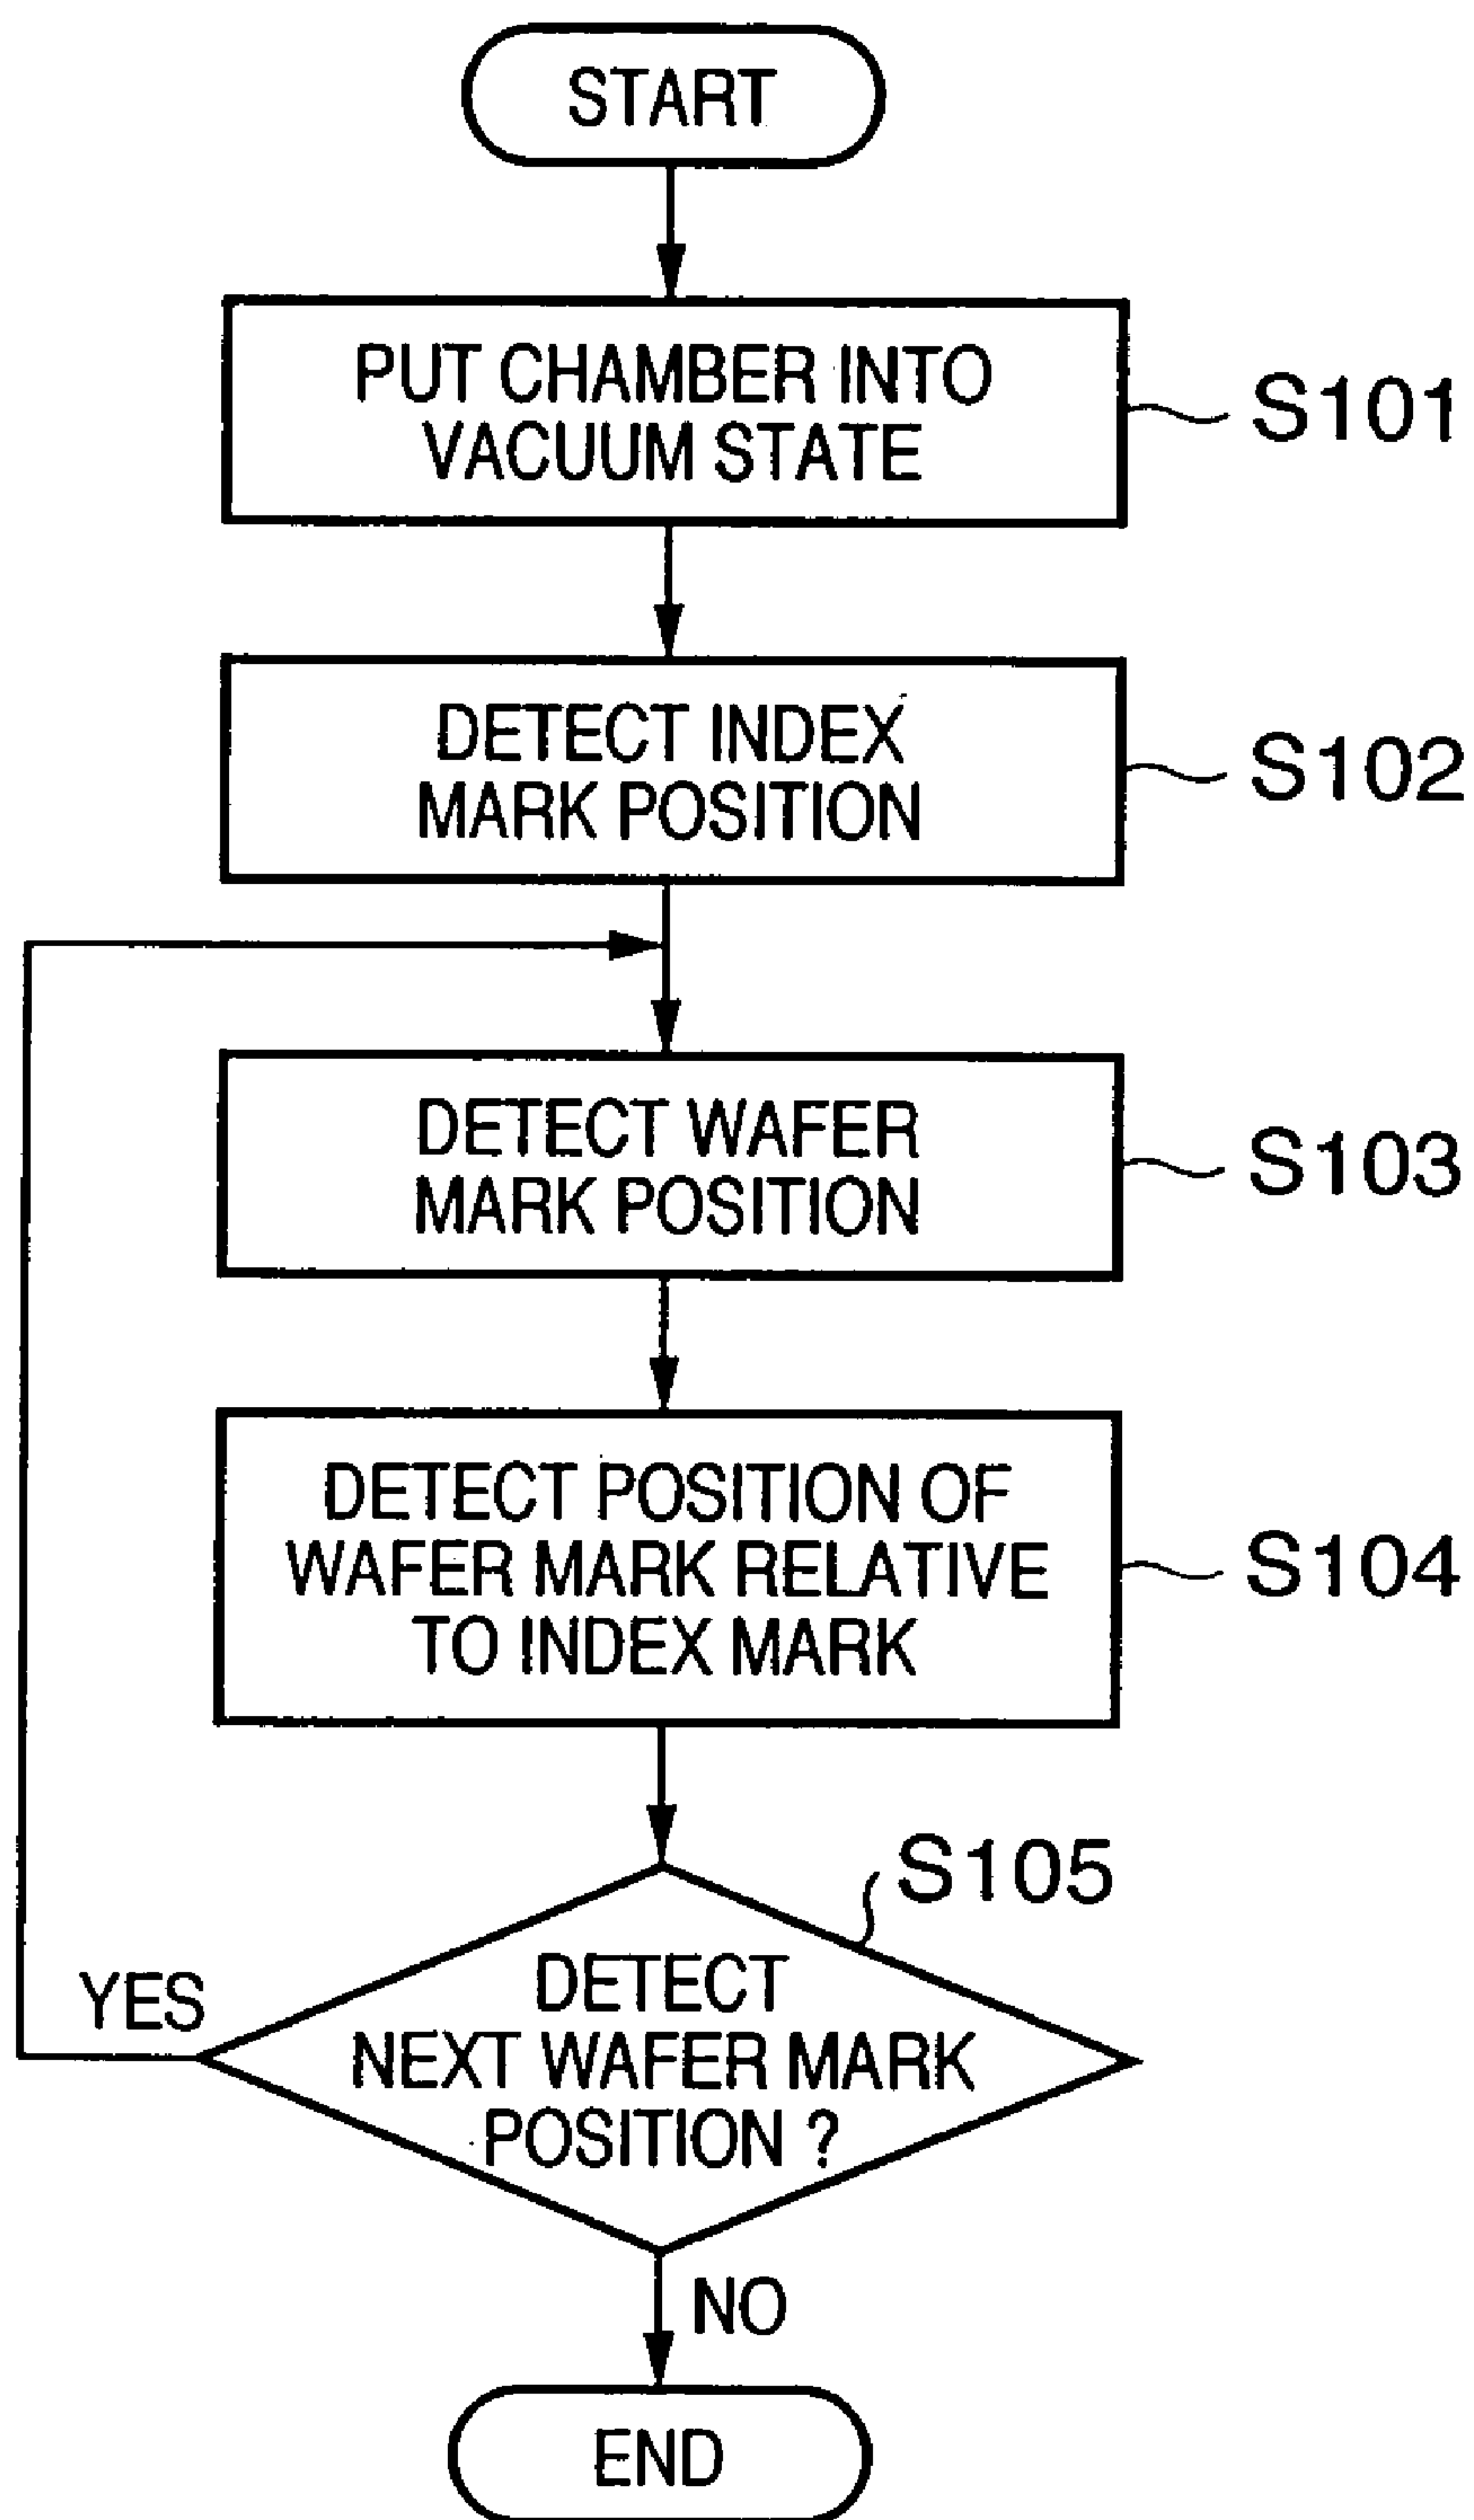 START
PUT CHAMBER INTO
VACUUM STATE
S101
DETECT INDEX
MARK POSITION
S102
DETECT WAFER
MARK POSITION
S103
DETECT POSITION OF
WAFER MARK RELATIVE
TO INDEX MARK
S104
S105
DETECT
NEXT WAFER MARK
POSITION ?
YES
NO
END